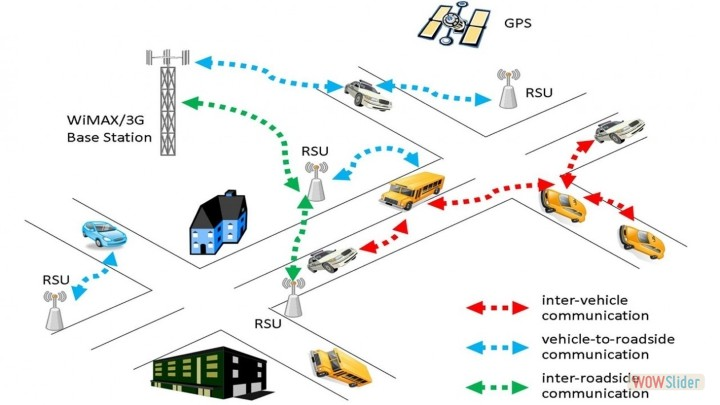 GPS
RSU
WiMAX/3G
Base Station
RSU
RSU
RSU
inter-vehicle
communication
vehicle-to-roadside
communication
inter-roadside
communication
WOWSlider